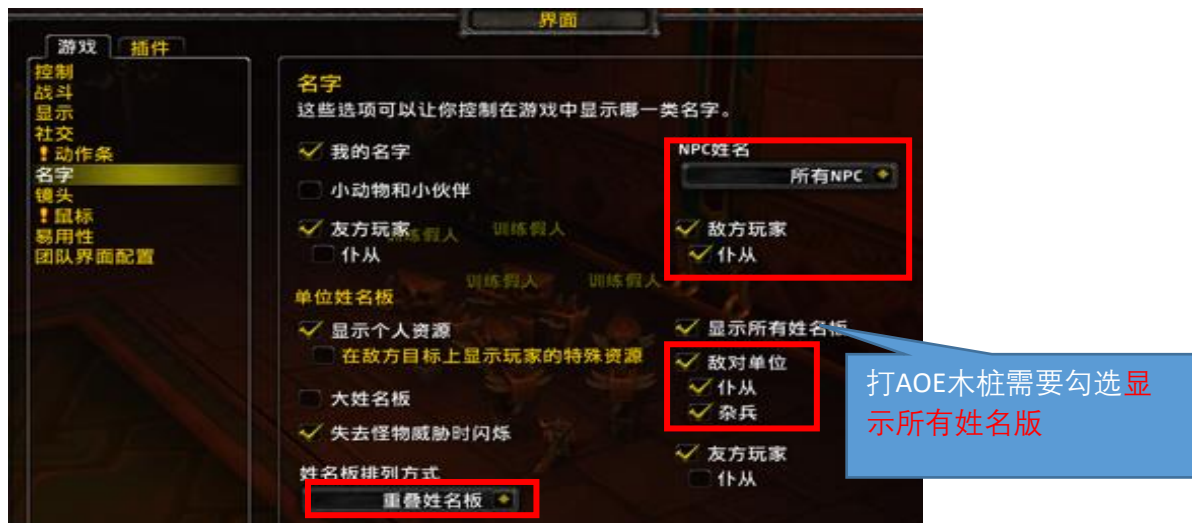 界面
游戏 插件
控制
战斗
显示
社交
动作条
名字
镜头
鼠标
易用性
团队界面配置
名字
这些选项可以让你控制在游戏中显示哪一类名字。
我的名字
小动物和小伙伴
友方玩家
仆从
NPC姓名
所有NPC
敌方玩家
仆从
训练假人
训练假人
训练假人
训练假人
单位姓名板
显示个人资源
在敌方目标上显示玩家的特殊资源
大姓名板
失去怪物威胁时闪烁
姓名板排列方式
重叠姓名板
显示所有姓名板
敌对单位
仆从
杂兵
友方玩家
仆从
打AOE木桩需要勾选显
示所有姓名版